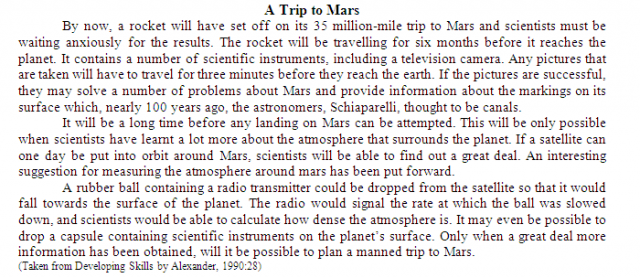 A Trip to Mars
By now, a rocket will have set off on its 35 million-mile trip to Mars and scientists must be
waiting anxiously for the results. The rocket will be travelling for six months before it reaches the
planet. It contains a number of scientific instruments, including a television camera. Any pictures that
are taken will have to travel for three minutes before they reach the earth. If the pictures are successful,
they may solve a number of problems about Mars and provide information about the markings on its
surface which, nearly 100 years ago, the astronomers, Schiaparelli, thought to be canals.
It will be a long time before any landing on Mars can be attempted. This will be only possible
when scientists have learnt a lot more about the atmosphere that surrounds the planet. If a satellite can
one day be put into orbit around Mars, scientists will be able to find out a great deal. An interesting
suggestion for measuring the atmosphere around mars has been put forward.
A rubber ball containing a radio transmitter could be dropped from the satellite so that it would
fall towards the surface of the planet. The radio would signal the rate at which the ball was slowed
down, and scientists would be able to calculate how dense the atmosphere is. It may even be possible to
drop a capsule containing scientific instruments on the planet's surface. Only when a great deal more
information has been obtained, will it be possible to plan a manned trip to Mars.
(Taken from Developing Skills by Alexander, 1990:28)